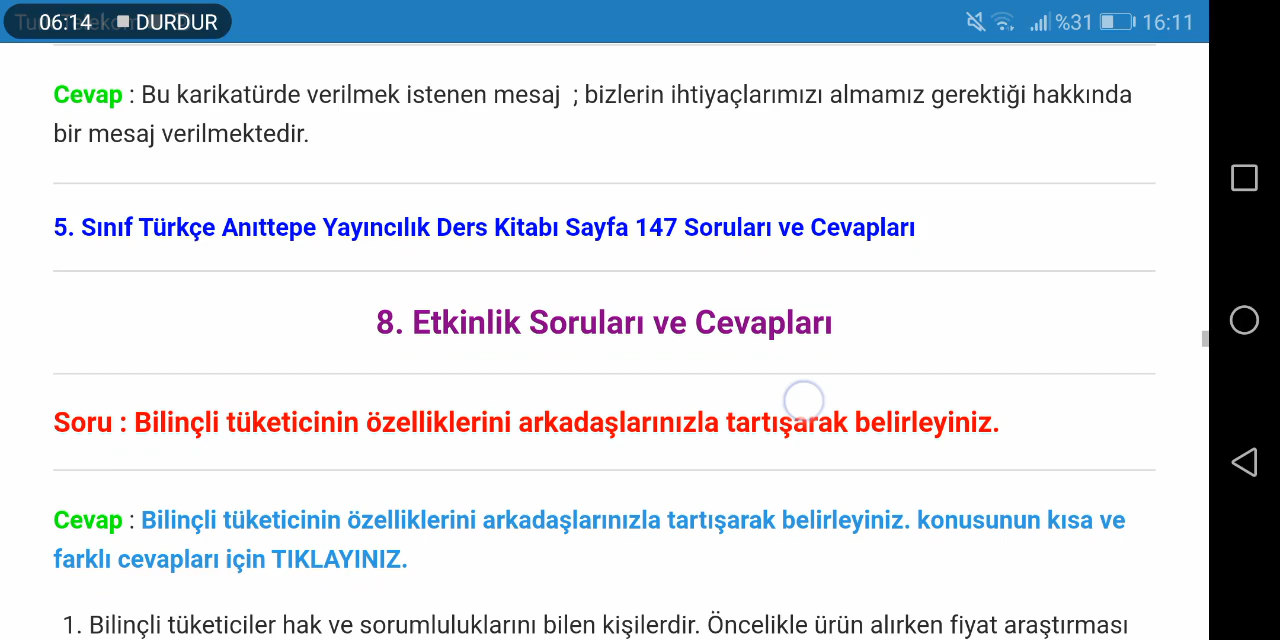 06:14 DURDUR %31 16:11
Cevap : Bu karikatürde verilmek istenen mesaj ; bizlerin ihtiyaçlarımızı almamız gerektiği hakkında
bir mesaj verilmektedir.
5. Sınıf Türkçe Anıttepe Yayıncılık Ders Kitabı Sayfa 147 Soruları ve Cevapları
8. Etkinlik Soruları ve Cevapları
Soru : Bilinçli tüketicinin özelliklerini arkadaşlarınızla tartışarak belirleyiniz.
Cevap : Bilinçli tüketicinin özelliklerini arkadaşlarınızla tartışarak belirleyiniz. konusunun kısa ve
farklı cevapları için TIKLAYINIZ.
1. Bilinçli tüketiciler hak ve sorumluluklarını bilen kişilerdir. Öncelikle ürün alırken fiyat araştırması